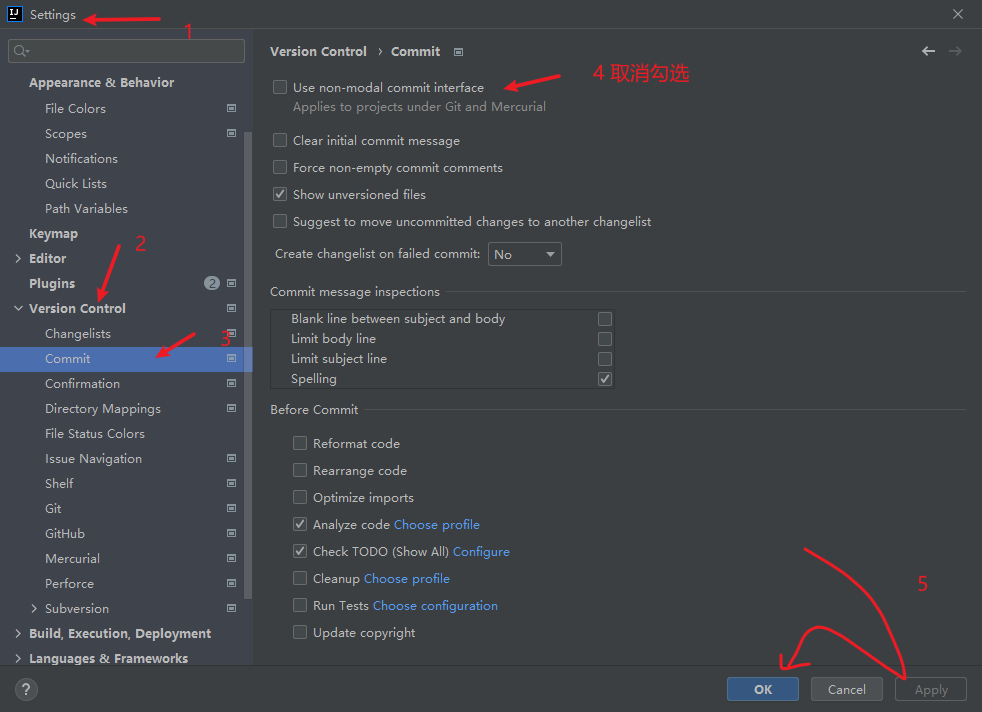 IJ Settings
1
Appearance & Behavior
File Colors
Scopes
Notifications
Quick Lists
Path Variables
Keymap
2
Editor
Plugins 2
Version Control
Changelists
3
Commit
Confirmation
Directory Mappings
File Status Colors
Issue Navigation
Shelf
Git
GitHub
Mercurial
Perforce
Subversion
Build, Execution, Deployment
Languages & Frameworks
Version Control › Commit
Use non-modal commit interface
4 取消勾选
Applies to projects under Git and Mercurial
Clear initial commit message
Force non-empty commit comments
Show unversioned files
Suggest to move uncommitted changes to another changelist
Create changelist on failed commit: No
Commit message inspections
Blank line between subject and body
Limit body line
Limit subject line
Spelling
Before Commit
Reformat code
Rearrange code
Optimize imports
Analyze code Choose profile
Check TODO (Show All) Configure
Cleanup Choose profile
Run Tests Choose configuration
Update copyright
5
?
OK
Cancel
Apply